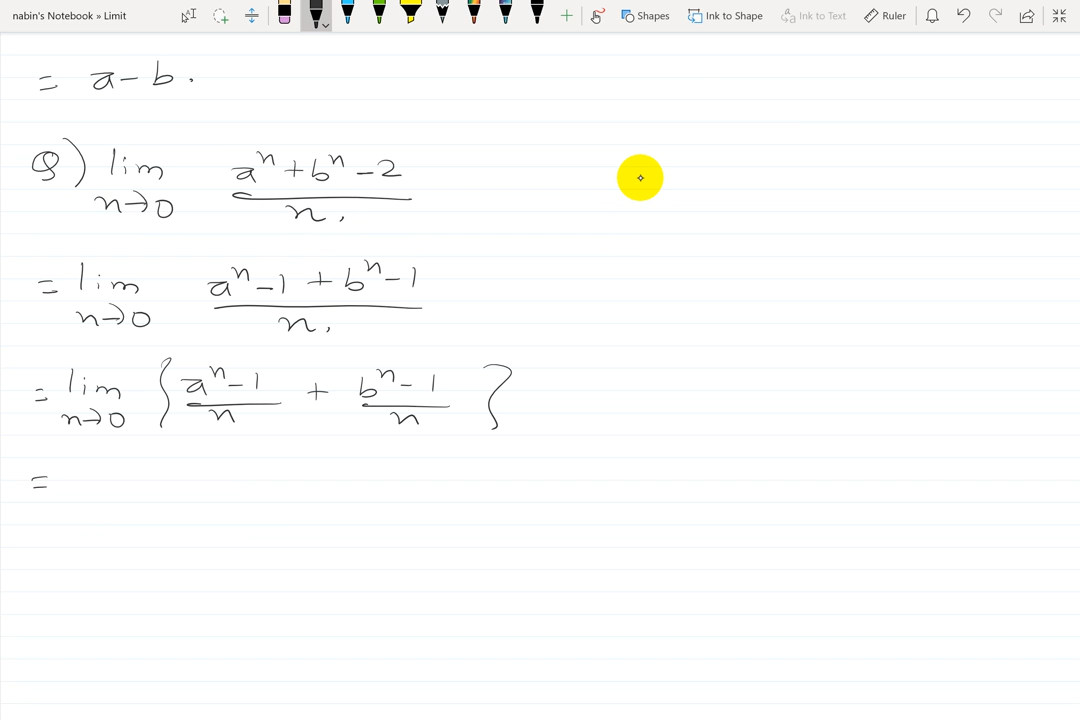 nabin's Notebook » Limit Shapes Ink to Shape Ink to Text Ruler
= a - b.
Q) lim n→0 (a^n + b^n - 2)/n.
= lim n→0 (a^n - 1 + b^n - 1)/n.
= lim n→0 { (a^n - 1)/n + (b^n - 1)/n }
=